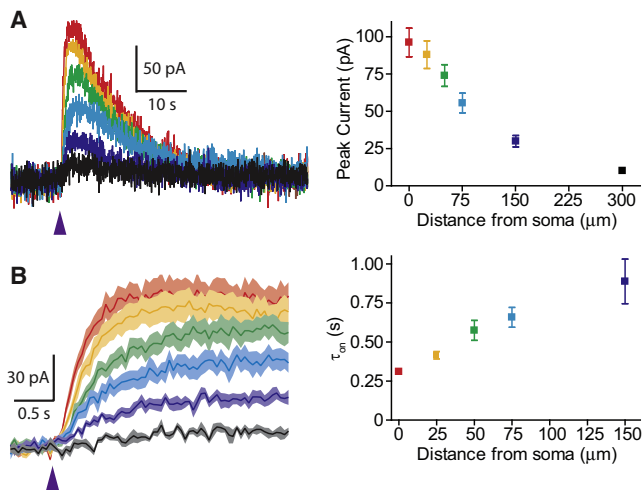 A
50 pA
10 s
Peak Current (pA)
100
75
50
25
0
0 75 150 225 300
Distance from soma (μm)
B
30 pA
0.5 s
τon (s)
1.00
0.75
0.50
0.25
0
0 25 50 75 100 125 150
Distance from soma (μm)